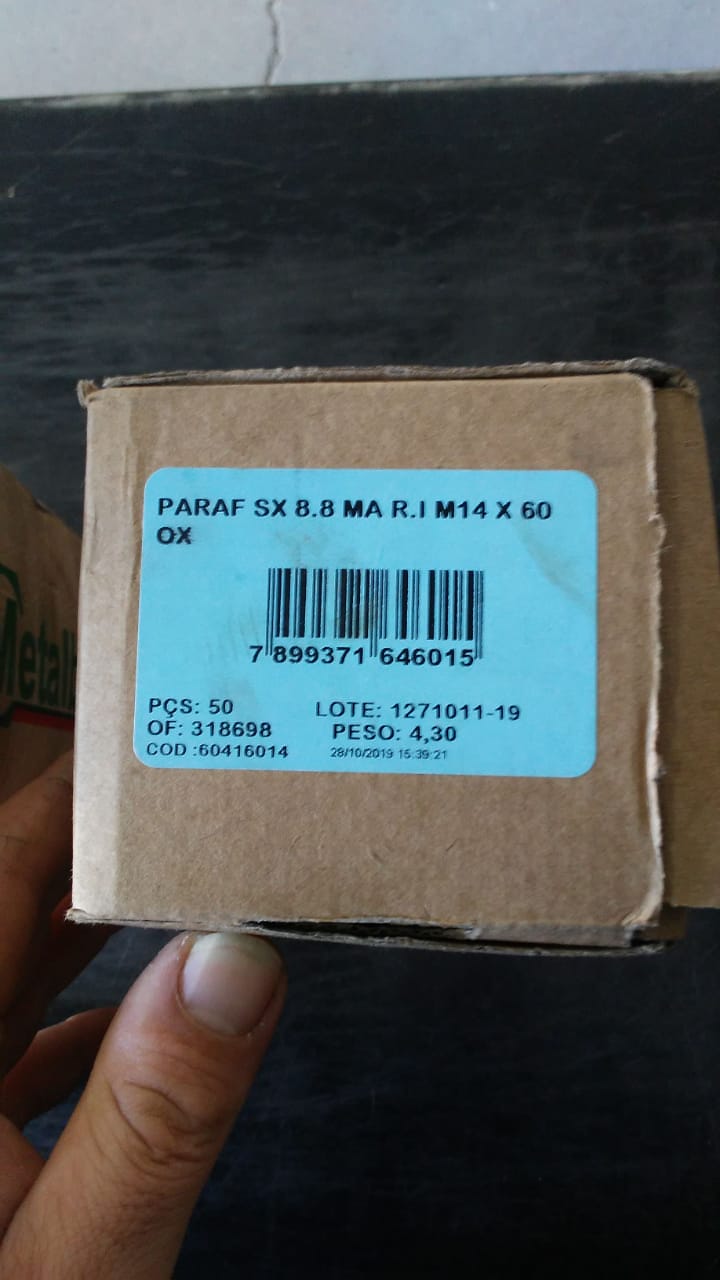 PARAF SX 8.8 MA R.I M14 X 60
OX
7 899371 646015
PÇS: 50 LOTE: 1271011-19
OF: 318698 PESO: 4,30
COD :60416014 28/10/2019 15:39:21